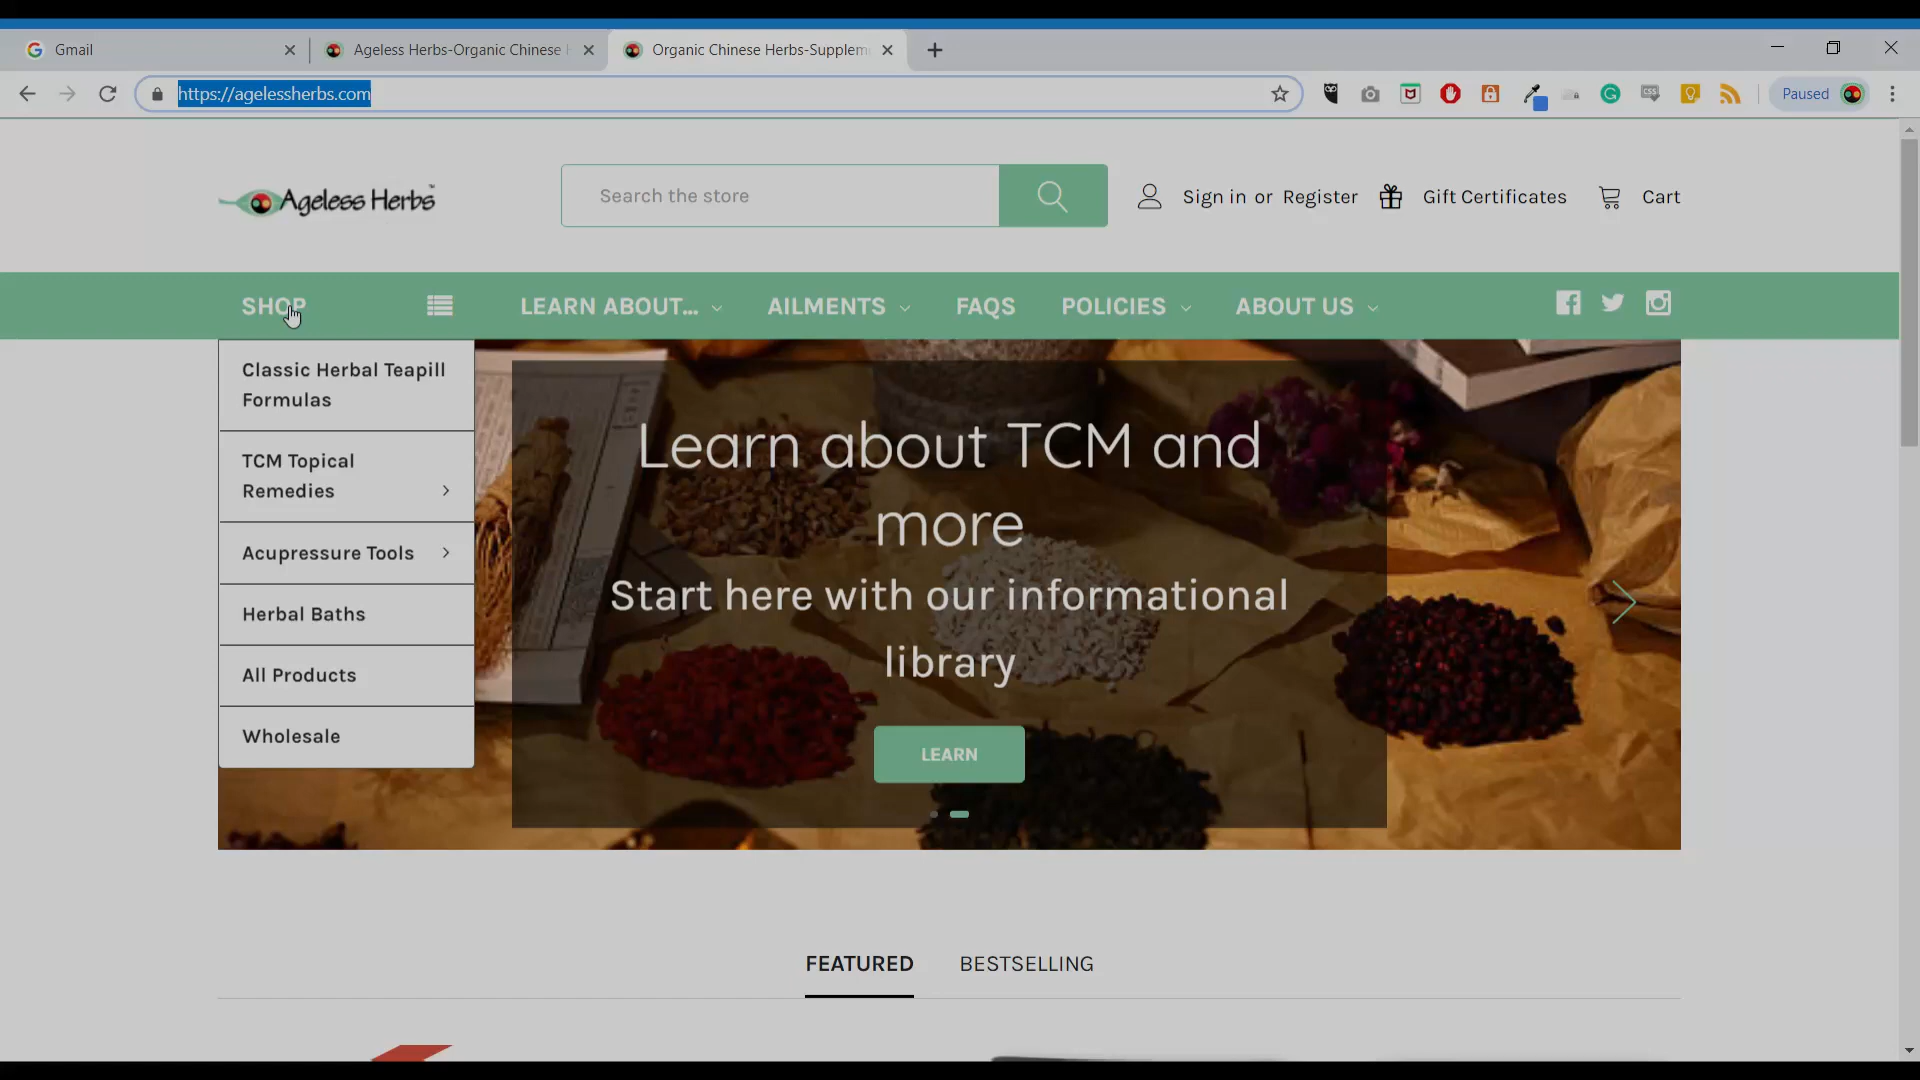 Gmail
Ageless Herbs-Organic Chinese
Organic Chinese Herbs-Supplem
https://agelessherbs.com
Paused
Ageless Herbs
Search the store
Sign in or Register
Gift Certificates
Cart
SHOP
LEARN ABOUT...
AILMENTS
FAQS
POLICIES
ABOUT US
Classic Herbal Teapill
Formulas
TCM Topical
Remedies
Acupressure Tools
Herbal Baths
All Products
Wholesale
Learn about TCM and
more
Start here with our informational
library
LEARN
FEATURED
BESTSELLING